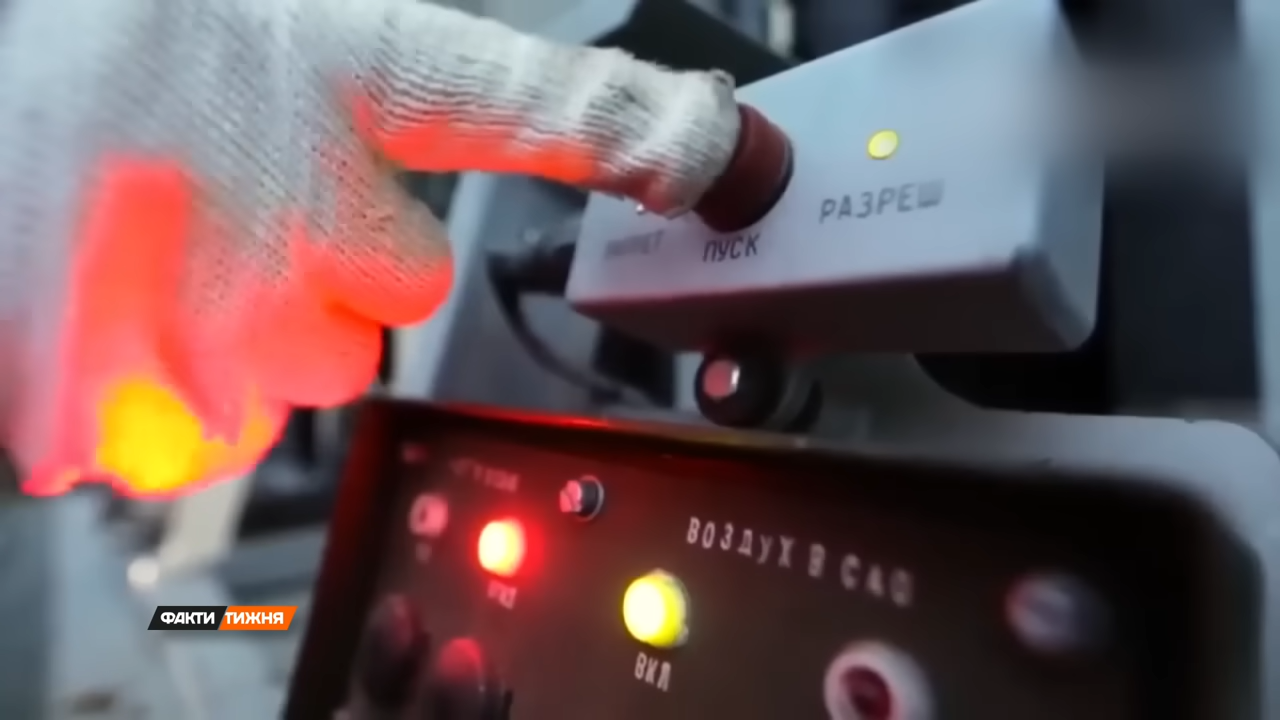 РАЗРЕШ
ПУСК
ВОЗДУХ В САО
ВКЛ
ФАКТИ ТИЖНЯ